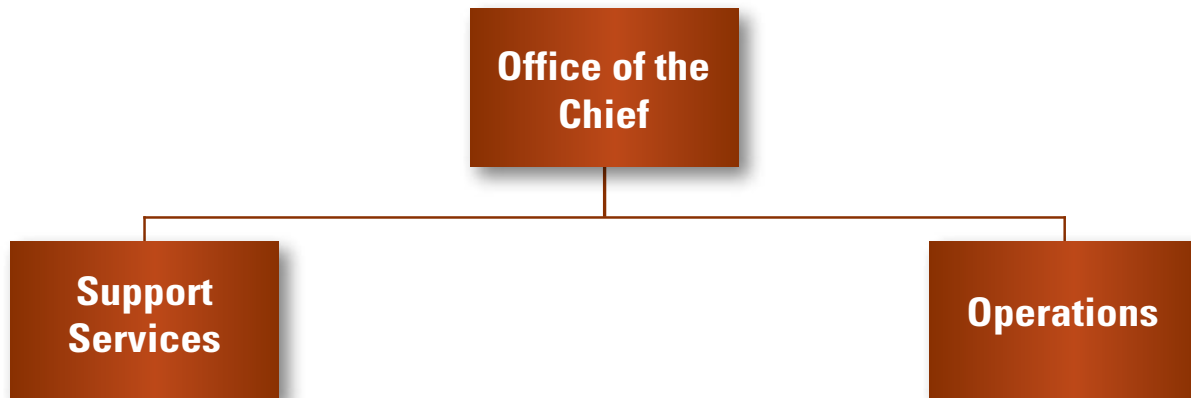 Office of the
Chief
Support
Services
Operations